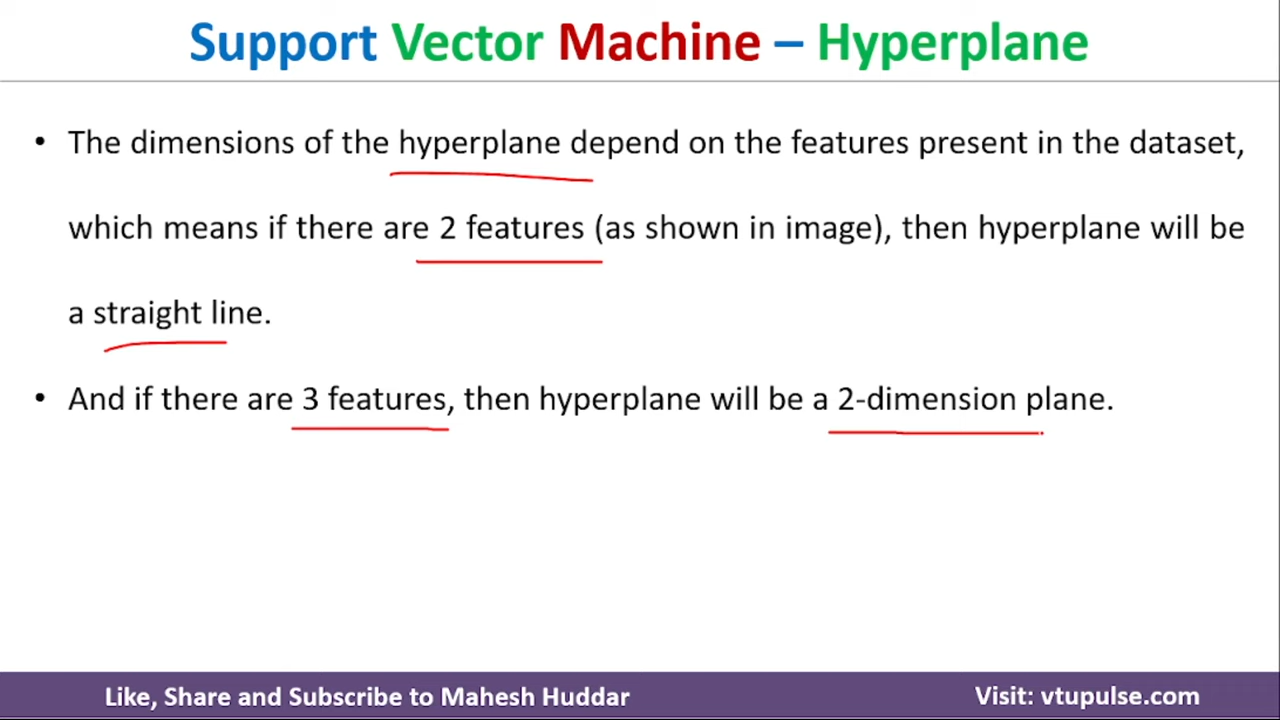 Support Vector Machine – Hyperplane
• The dimensions of the hyperplane depend on the features present in the dataset,
which means if there are 2 features (as shown in image), then hyperplane will be
a straight line.
• And if there are 3 features, then hyperplane will be a 2-dimension plane.
Like, Share and Subscribe to Mahesh Huddar
Visit: vtupulse.com